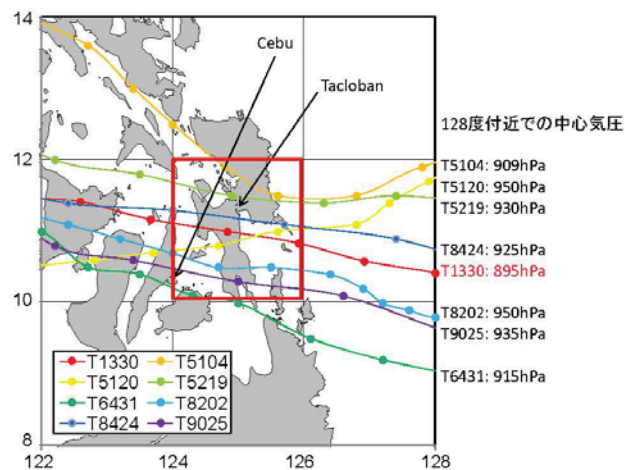 14
Cebu
Tacloban
128度付近での中心気圧
12
T5104: 909hPa
T5120: 950hPa
T5219: 930hPa
T8424: 925hPa
T1330: 895hPa
10
T8202: 950hPa
T9025: 935hPa
T6431: 915hPa
T1330 T5104
T5120 T5219
T6431 T8202
T8424 T9025
8
122 124 126 128